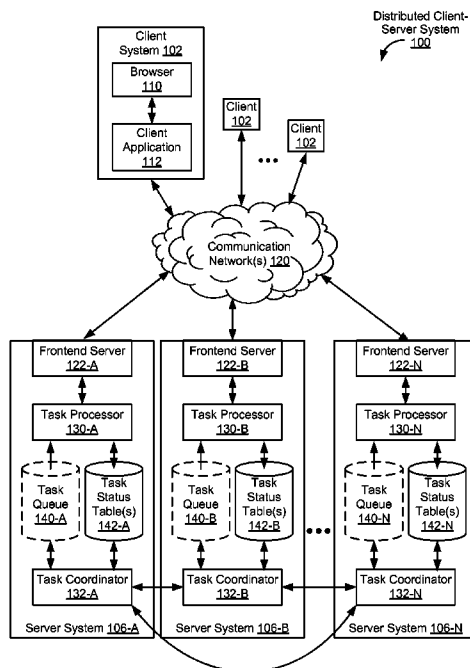 Distributed Client-
Server System
100
Client
System 102
Browser
110
Client
Application
112
Client
102
Client
102
Communication
Network(s) 120
Frontend Server
122-A
Task Processor
130-A
Task
Queue
140-A
Task
Status
Table(s)
142-A
Task Coordinator
132-A
Server System 106-A
Frontend Server
122-B
Task Processor
130-B
Task
Queue
140-B
Task
Status
Table(s)
142-B
Task Coordinator
132-B
Server System 106-B
Frontend Server
122-N
Task Processor
130-N
Task
Queue
140-N
Task
Status
Table(s)
142-N
Task Coordinator
132-N
Server System 106-N